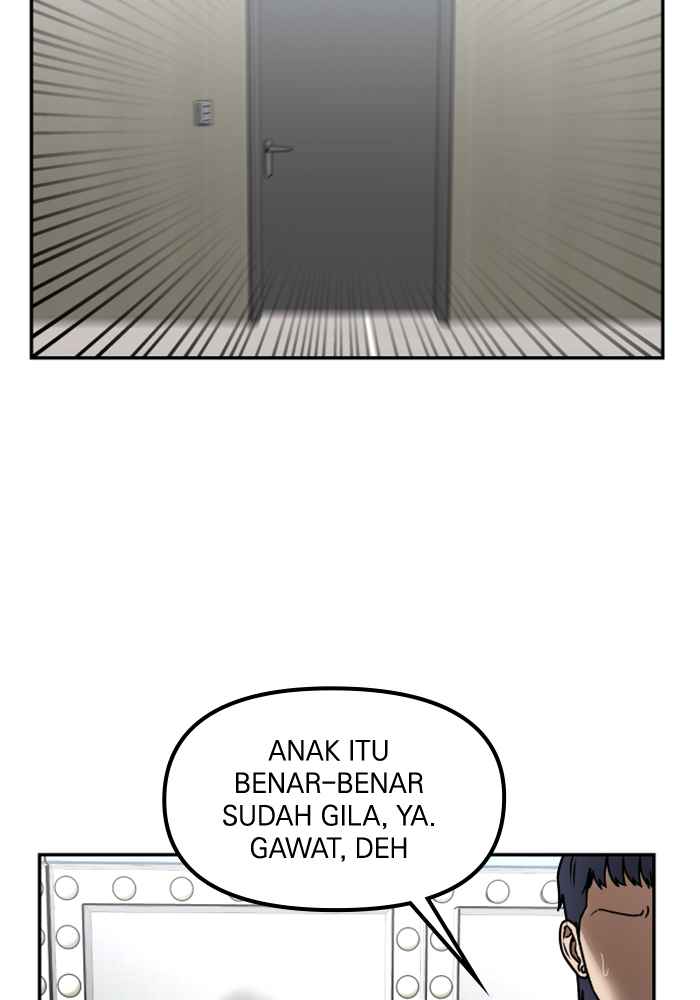 ANAK ITU
BENAR-BENAR
SUDAH GILA, YA.
GAWAT, DEH